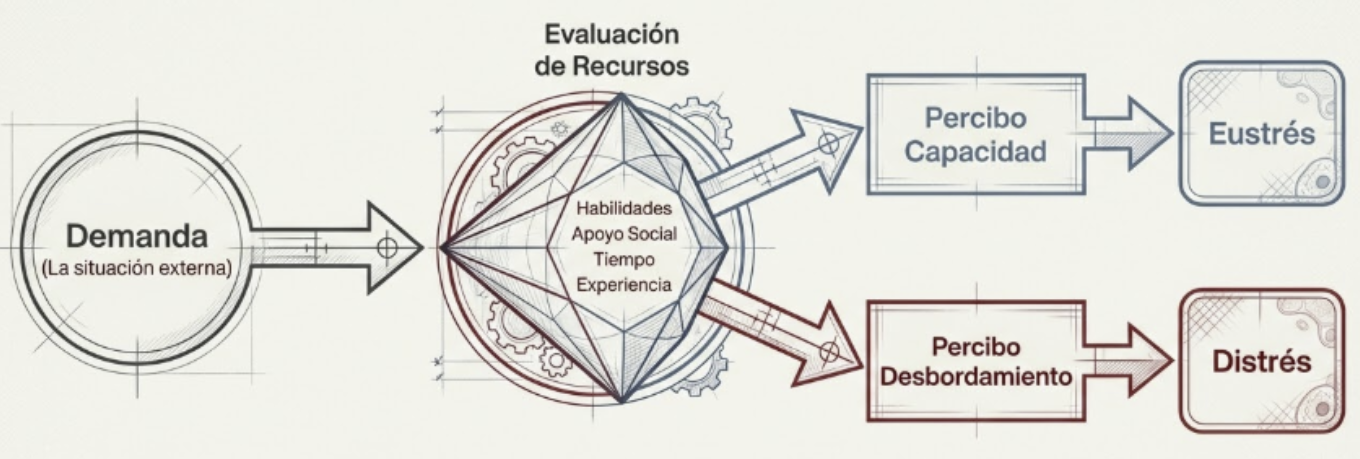 Demanda
(La situación externa)
Evaluación
de Recursos
Habilidades
Apoyo Social
Tiempo
Experiencia
Percibo
Capacidad
Eustrés
Percibo
Desbordamiento
Distrés